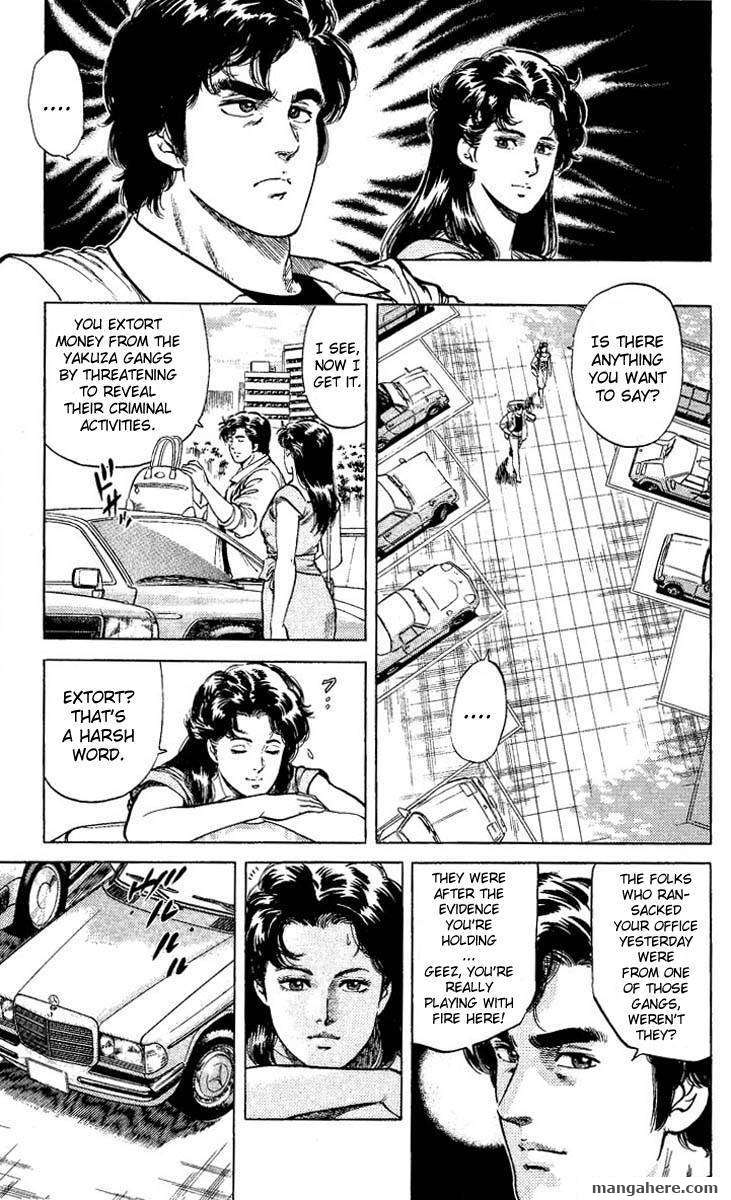 ....
IS THERE
ANYTHING
YOU WANT
TO SAY?
....
I SEE,
NOW I
GET IT.
YOU EXTORT
MONEY FROM THE
YAKUZA GANGS
BY THREATENING
TO REVEAL
THEIR CRIMINAL
ACTIVITIES.
EXTORT?
THAT'S
A HARSH
WORD.
THE FOLKS
WHO RAN-
SACKED
YOUR OFFICE
YESTERDAY
WERE
FROM ONE
OF THOSE
GANGS,
WEREN'T
THEY?
THEY WERE
AFTER THE
EVIDENCE
YOU'RE
HOLDING
...
GEEZ, YOU'RE
REALLY
PLAYING WITH
FIRE HERE!
mangahere.com